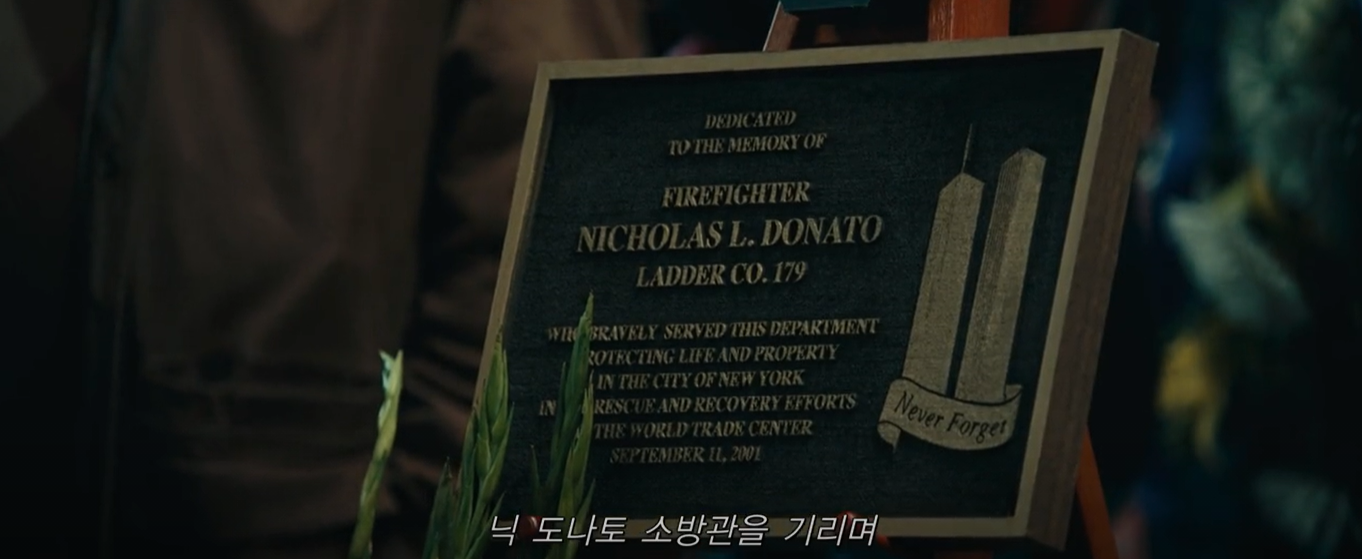 DEDICATED
TO THE MEMORY OF
FIREFIGHTER
NICHOLAS L. DONATO
LADDER CO. 179
BRAVELY SERVED THIS DEPARTMENT
LIFE AND PROPERTY
IN THE CITY OF NEW YORK
IN RESCUE AND RECOVERY EFFORTS
THE WORLD TRADE CENTER
SEPTEMBER 11, 2001
Never Forget
닉 도나토 소방관을 기리며